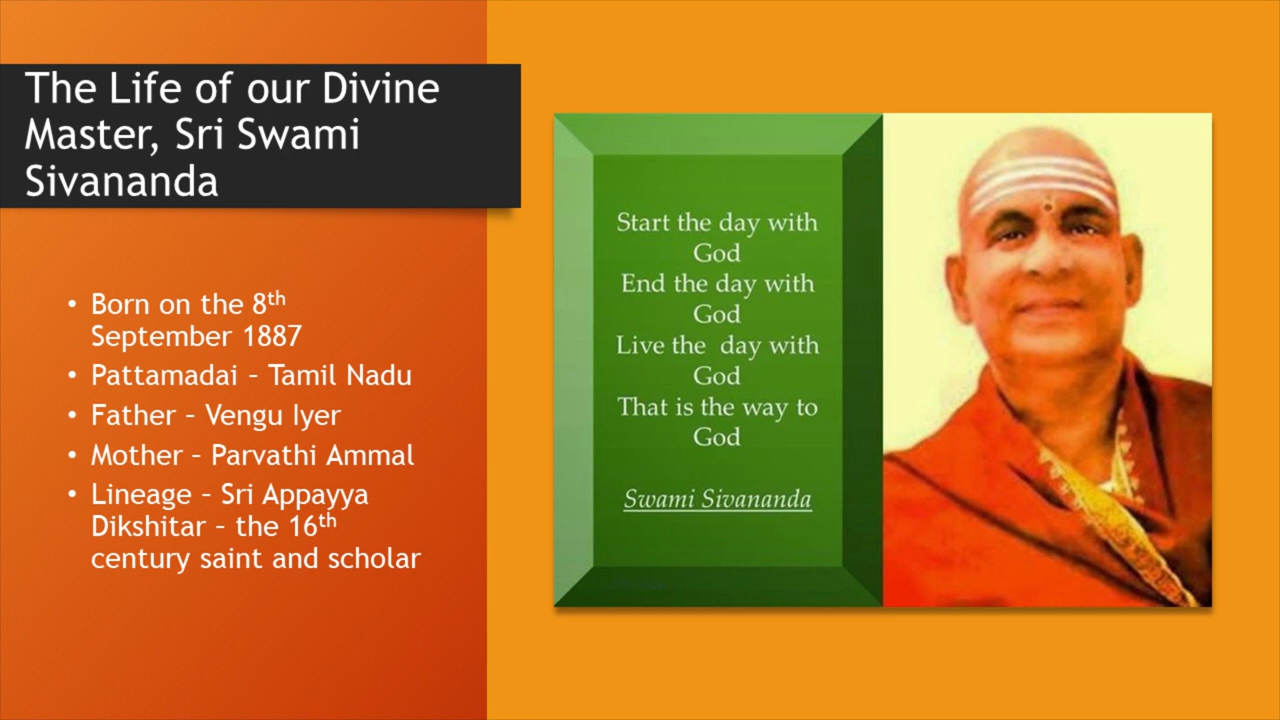 The Life of our Divine
Master, Sri Swami
Sivananda
• Born on the 8th
September 1887
• Pattamadai – Tamil Nadu
• Father – Vengu Iyer
• Mother – Parvathi Ammal
• Lineage – Sri Appayya
Dikshitar – the 16th
century saint and scholar
Start the day with
God
End the day with
God
Live the day with
God
That is the way to
God
Swami Sivananda